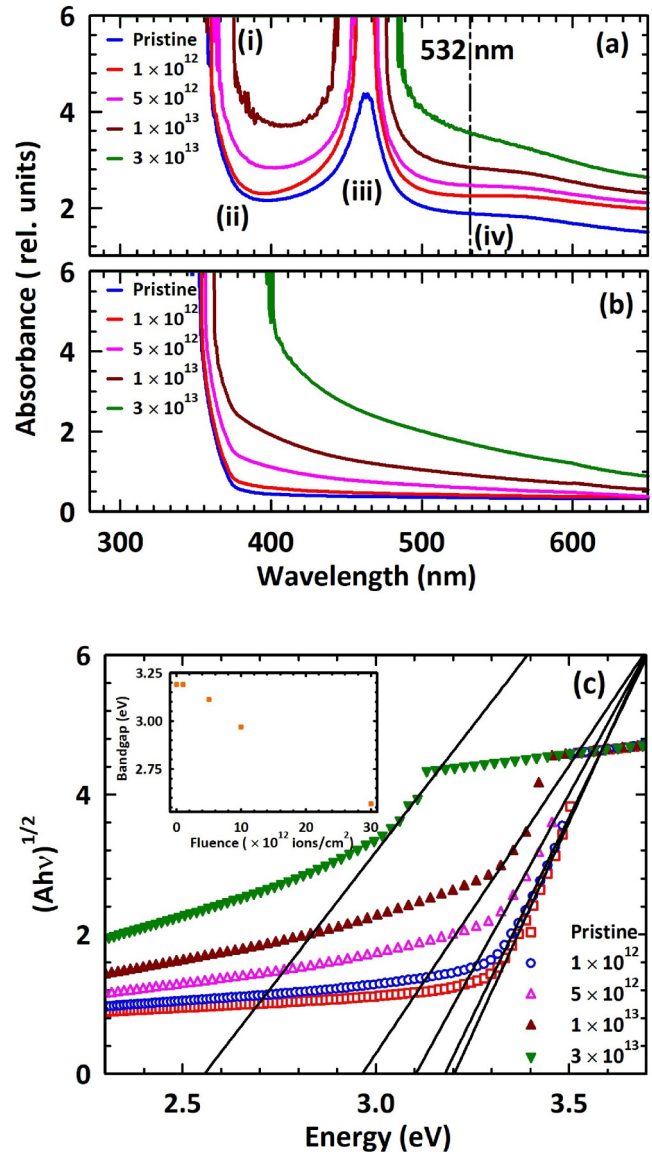 6
4
2
Absorbance ( rel. units)
Pristine
1 × 10¹²
5 × 10¹²
1 × 10¹³
3 × 10¹³
(i)
(ii)
(iii)
(iv)
532 nm
(a)
6
4
2
0
Pristine
1 × 10¹²
5 × 10¹²
1 × 10¹³
3 × 10¹³
(b)
300 400 500 600
Wavelength (nm)
6
4
2
0
(Ahν)^1/2
(c)
3.25
3.00
2.75
Bandgap (eV)
0 10 20 30
Fluence ( × 10¹² ions/cm²)
Pristine
1 × 10¹²
5 × 10¹²
1 × 10¹³
3 × 10¹³
2.5 3.0 3.5
Energy (eV)